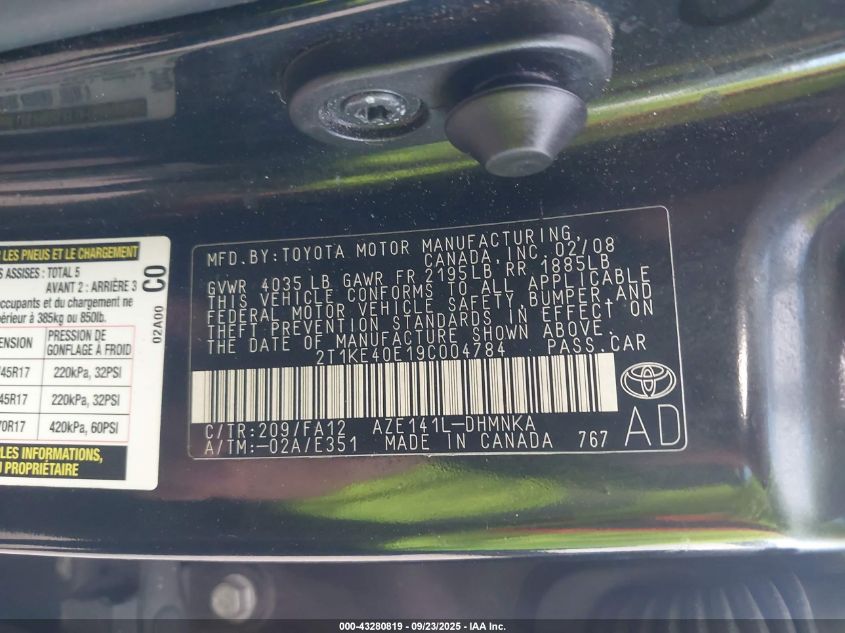 LES PNEUS ET LE CHARGEMENT
ASSISES : TOTAL 5
AVANT 2 : ARRIÈRE 3
occupants et du chargement ne
à 385kg ou 850lb.
PRESSION DE
GONFLAGE À FROID
45R17 220kPa, 32PSI
45R17 220kPa, 32PSI
70R17 420kPa, 60PSI
LES INFORMATIONS,
PROPRIÉTAIRE
CO
02A00
MFD.BY:TOYOTA MOTOR MANUFACTURING,
CANADA, INC. 02/08
GVWR 4035 LB GAWR FR 2195LB RR 1885LB
THIS VEHICLE CONFORMS TO ALL APPLICABLE
FEDERAL MOTOR VEHICLE SAFETY, BUMPER, AND
THEFT PREVENTION STANDARDS IN EFFECT ON
THE DATE OF MANUFACTURE SHOWN ABOVE.
2T1KE40E19C004784 PASS.CAR
C/TR:209/FA12 AZE141L-DHMNKA
A/TM:-02A/E351 MADE IN CANADA 767
AD
000-43280819 - 09/23/2025 - IAA Inc.